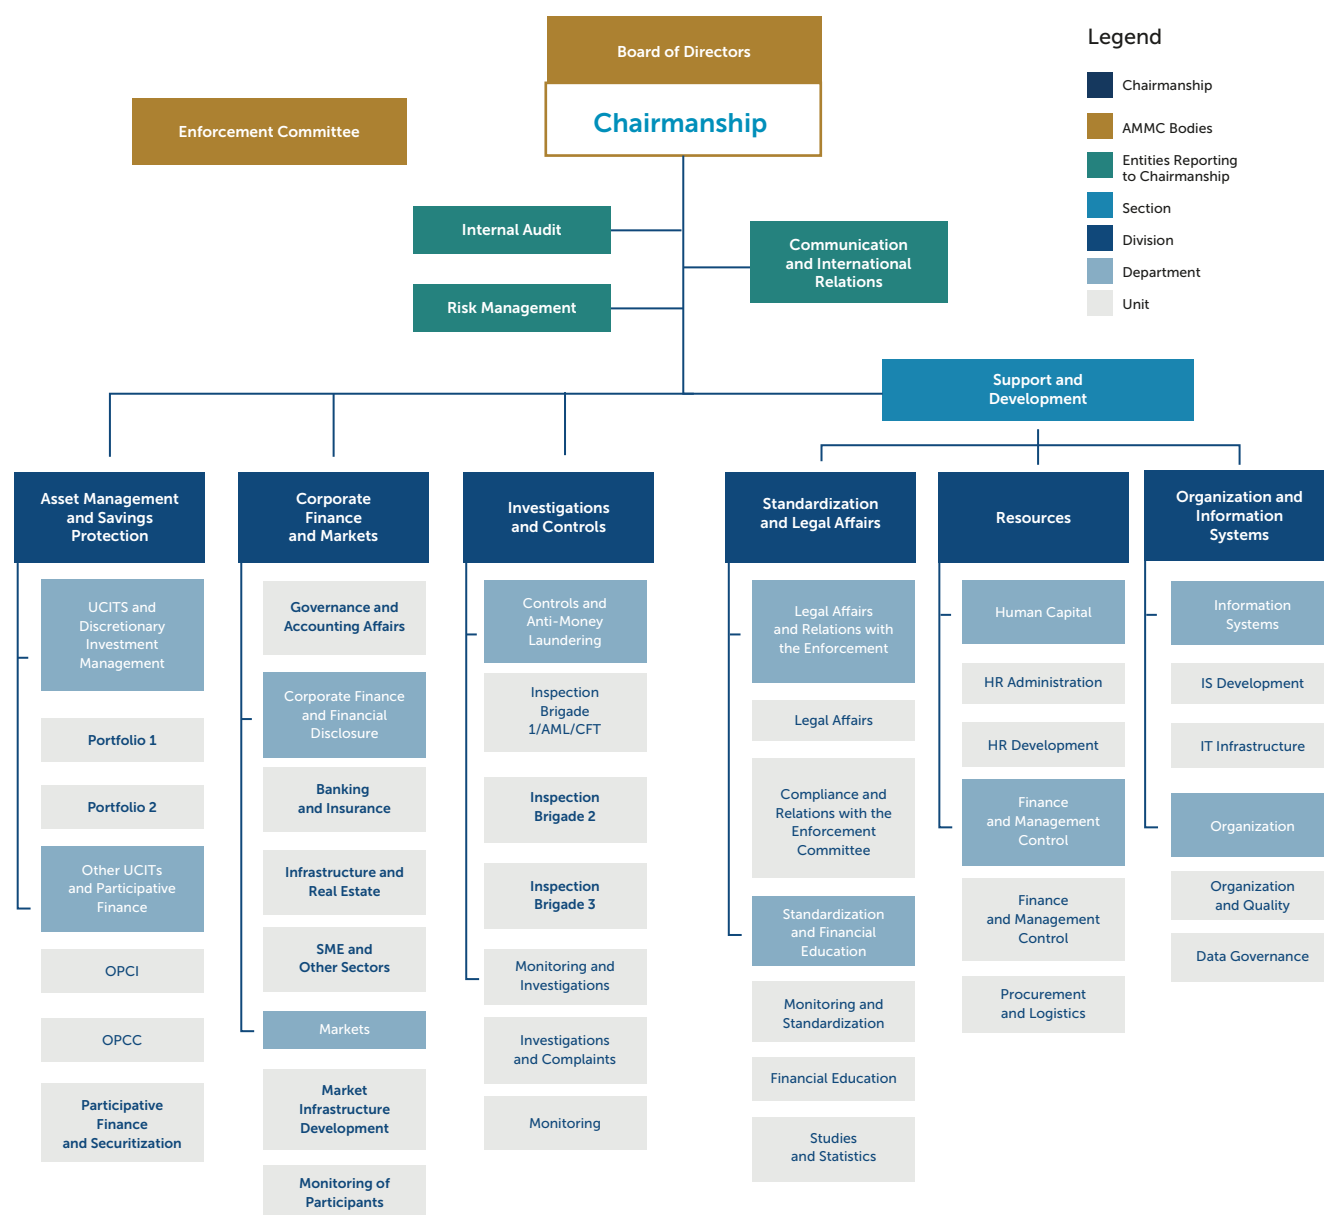 Board of Directors
Chairmanship
Enforcement Committee
Legend
Chairmanship
AMMC Bodies
Entities Reporting
to Chairmanship
Section
Division
Department
Unit
Internal Audit
Communication
and International
Relations
Risk Management
Support and
Development
Asset Management
and Savings
Protection
UCITS and
Discretionary
Investment
Management
Portfolio 1
Portfolio 2
Other UCITs
and Participative
Finance
OPCI
OPCC
Participative
Finance
and Securitization
Corporate
Finance
and Markets
Governance and
Accounting Affairs
Corporate Finance
and Financial
Disclosure
Banking
and Insurance
Infrastructure and
Real Estate
SME and
Other Sectors
Markets
Market
Infrastructure
Development
Monitoring of
Participants
Investigations
and Controls
Controls and
Anti-Money
Laundering
Inspection
Brigade
1/AML/CFT
Inspection
Brigade 2
Inspection
Brigade 3
Monitoring and
Investigations
Investigations
and Complaints
Monitoring
Standardization
and Legal Affairs
Legal Affairs
and Relations with
the Enforcement
Legal Affairs
Compliance and
Relations with the
Enforcement
Committee
Standardization
and Financial
Education
Monitoring and
Standardization
Financial Education
Studies
and Statistics
Resources
Human Capital
HR Administration
HR Development
Finance
and Management
Control
Finance
and Management
Control
Procurement
and Logistics
Organization and
Information
Systems
Information
Systems
IS Development
IT Infrastructure
Organization
Organization
and Quality
Data Governance